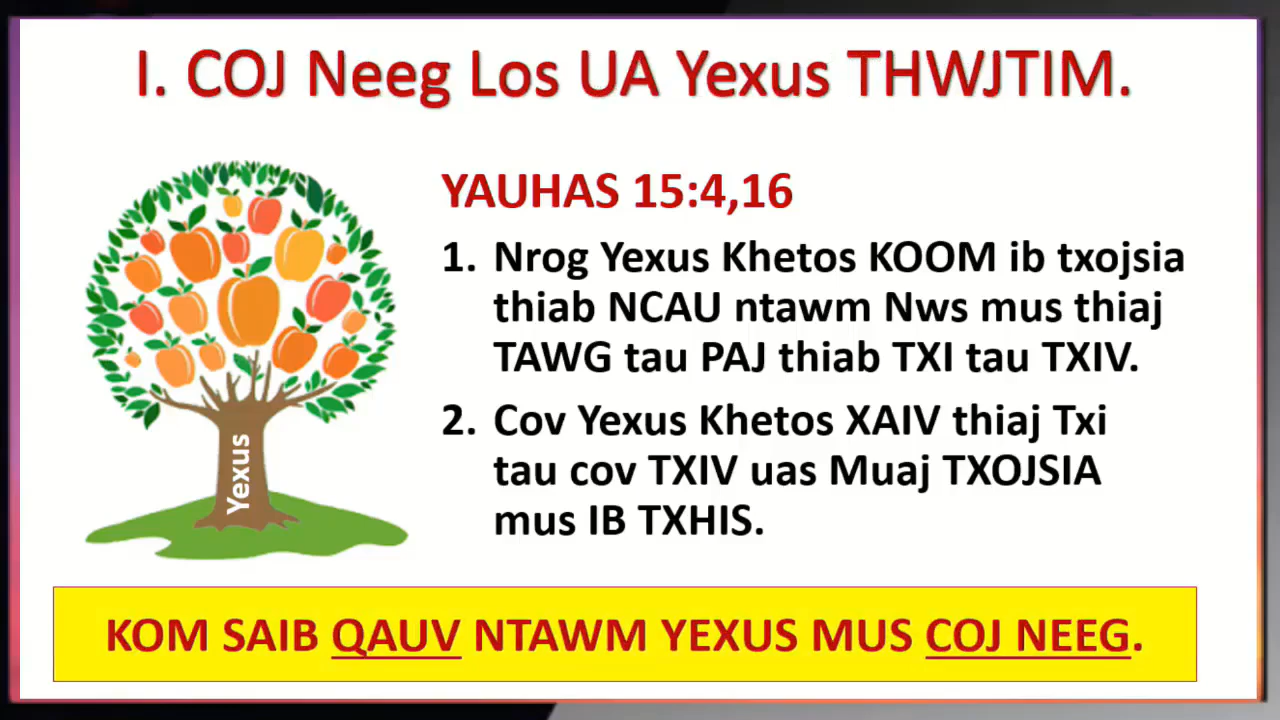 I. COJ Neeg Los UA Yexus THWJTIM.
YAUHAS 15:4,16
1. Nrog Yexus Khetos KOOM ib txojsia
thiab NCAU ntawm Nws mus thiaj
TAWG tau PAJ thiab TXI tau TXIV.
2. Cov Yexus Khetos XAIV thiaj Txi
tau cov TXIV uas Muaj TXOJSIA
mus IB TXHIS.
Yexus
KOM SAIB QAUV NTAWM YEXUS MUS COJ NEEG.